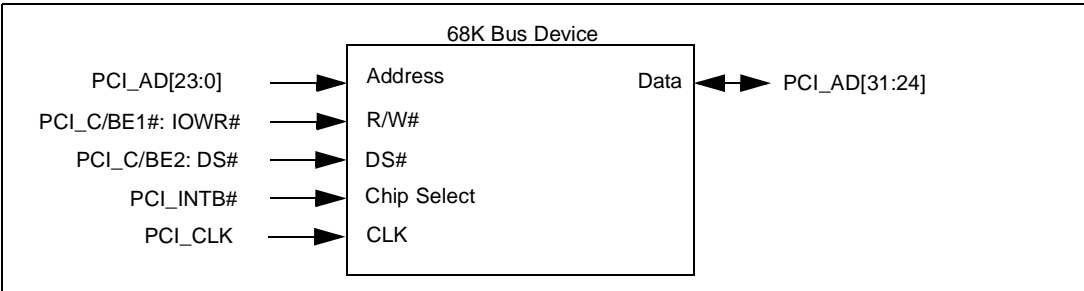 68K Bus Device
PCI_AD[23:0] Address Data PCI_AD[31:24]
PCI_C/BE1#: IOWR# R/W#
PCI_C/BE2: DS# DS#
PCI_INTB# Chip Select
PCI_CLK CLK